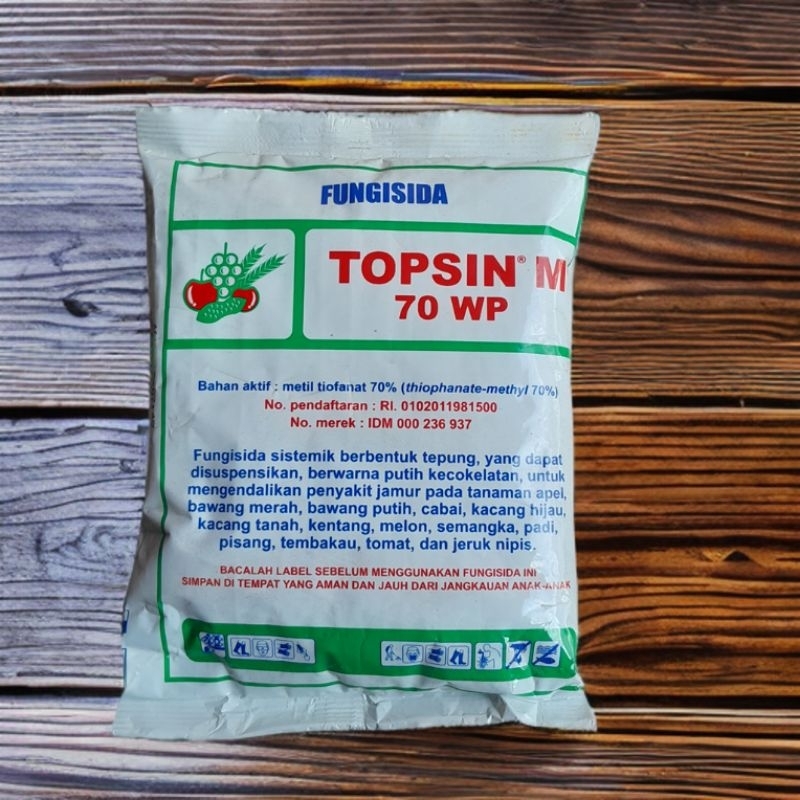 FUNGISIDA
TOPSIN® M
70 WP
Bahan aktif : metil tiofanat 70% (thiophanate-methyl 70%)
No. pendaftaran : RI. 0102011981500
No. merek : IDM 000 236 937
Fungisida sistemik berbentuk tepung, yang dapat
disuspensikan, berwarna putih kecokelatan, untuk
mengendalikan penyakit jamur pada tanaman apel,
bawang merah, bawang putih, cabai, kacang hijau,
kacang tanah, kentang, melon, semangka, padi,
pisang, tembakau, tomat, dan jeruk nipis.
BACALAH LABEL SEBELUM MENGGUNAKAN FUNGISIDA INI
SIMPAN DI TEMPAT YANG AMAN DAN JAUH DARI JANGKAUAN ANAK-ANAK